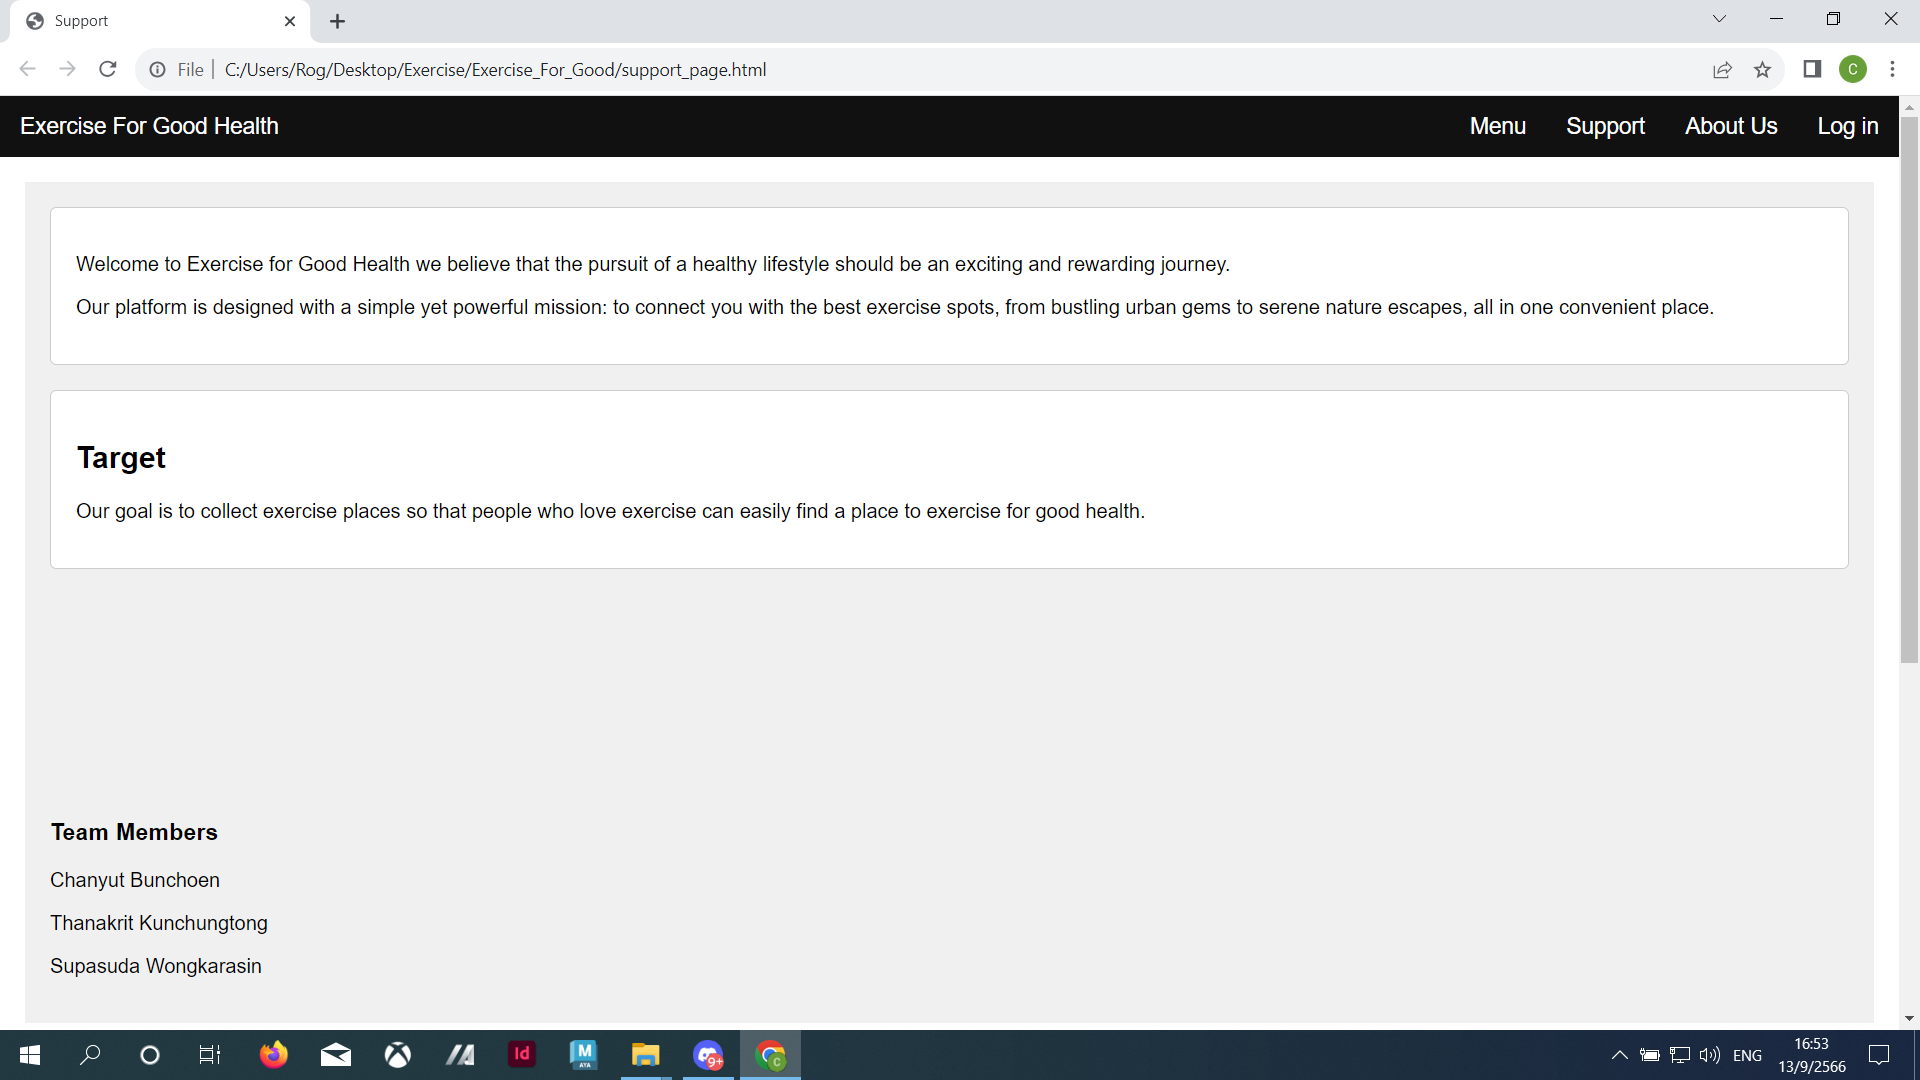 Support
File
C:/Users/Rog/Desktop/Exercise/Exercise_For_Good/support_page.html
C
Exercise For Good Health
Menu
Support
About Us
Log in
Welcome to Exercise for Good Health we believe that the pursuit of a healthy lifestyle should be an exciting and rewarding journey.
Our platform is designed with a simple yet powerful mission: to connect you with the best exercise spots, from bustling urban gems to serene nature escapes, all in one convenient place.
Target
Our goal is to collect exercise places so that people who love exercise can easily find a place to exercise for good health.
Team Members
Chanyut Bunchoen
Thanakrit Kunchungtong
Supasuda Wongkarasin
Id
M
AYA
9+
C
ENG
16:53
13/9/2566